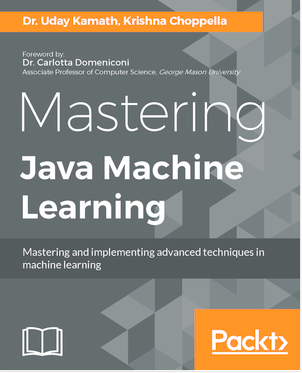 Dr. Uday Kamath, Krishna Choppella
Foreword by:
Dr. Carlotta Domeniconi
Associate Professor of Computer Science, George Mason University
Mastering
Java Machine
Learning
Mastering and implementing advanced techniques in
machine learning
Packt>